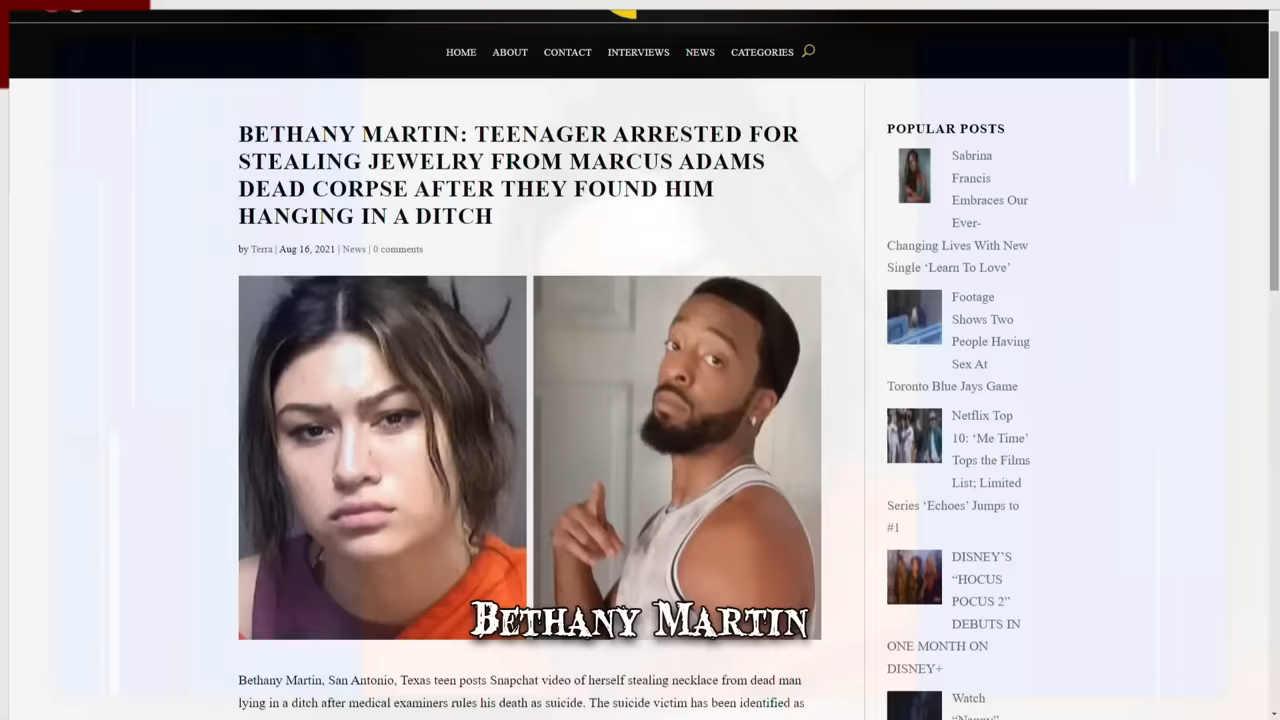 HOME ABOUT CONTACT INTERVIEWS NEWS CATEGORIES
BETHANY MARTIN: TEENAGER ARRESTED FOR
STEALING JEWELRY FROM MARCUS ADAMS
DEAD CORPSE AFTER THEY FOUND HIM
HANGING IN A DITCH
by Terra | Aug 16, 2021 | News | 0 comments
BETHANY MARTIN
Bethany Martin, San Antonio, Texas teen posts Snapchat video of herself stealing necklace from dead man
lying in a ditch after medical examiners rules his death as suicide. The suicide victim has been identified as
POPULAR POSTS
Sabrina
Francis
Embraces Our
Ever-
Changing Lives With New
Single ‘Learn To Love’
Footage
Shows Two
People Having
Sex At
Toronto Blue Jays Game
Netflix Top
10: ‘Me Time’
Tops the Films
List; Limited
Series ‘Echoes’ Jumps to
#1
DISNEY’S
“HOCUS
POCUS 2”
DEBUTS IN
ONE MONTH ON
DISNEY+
Watch